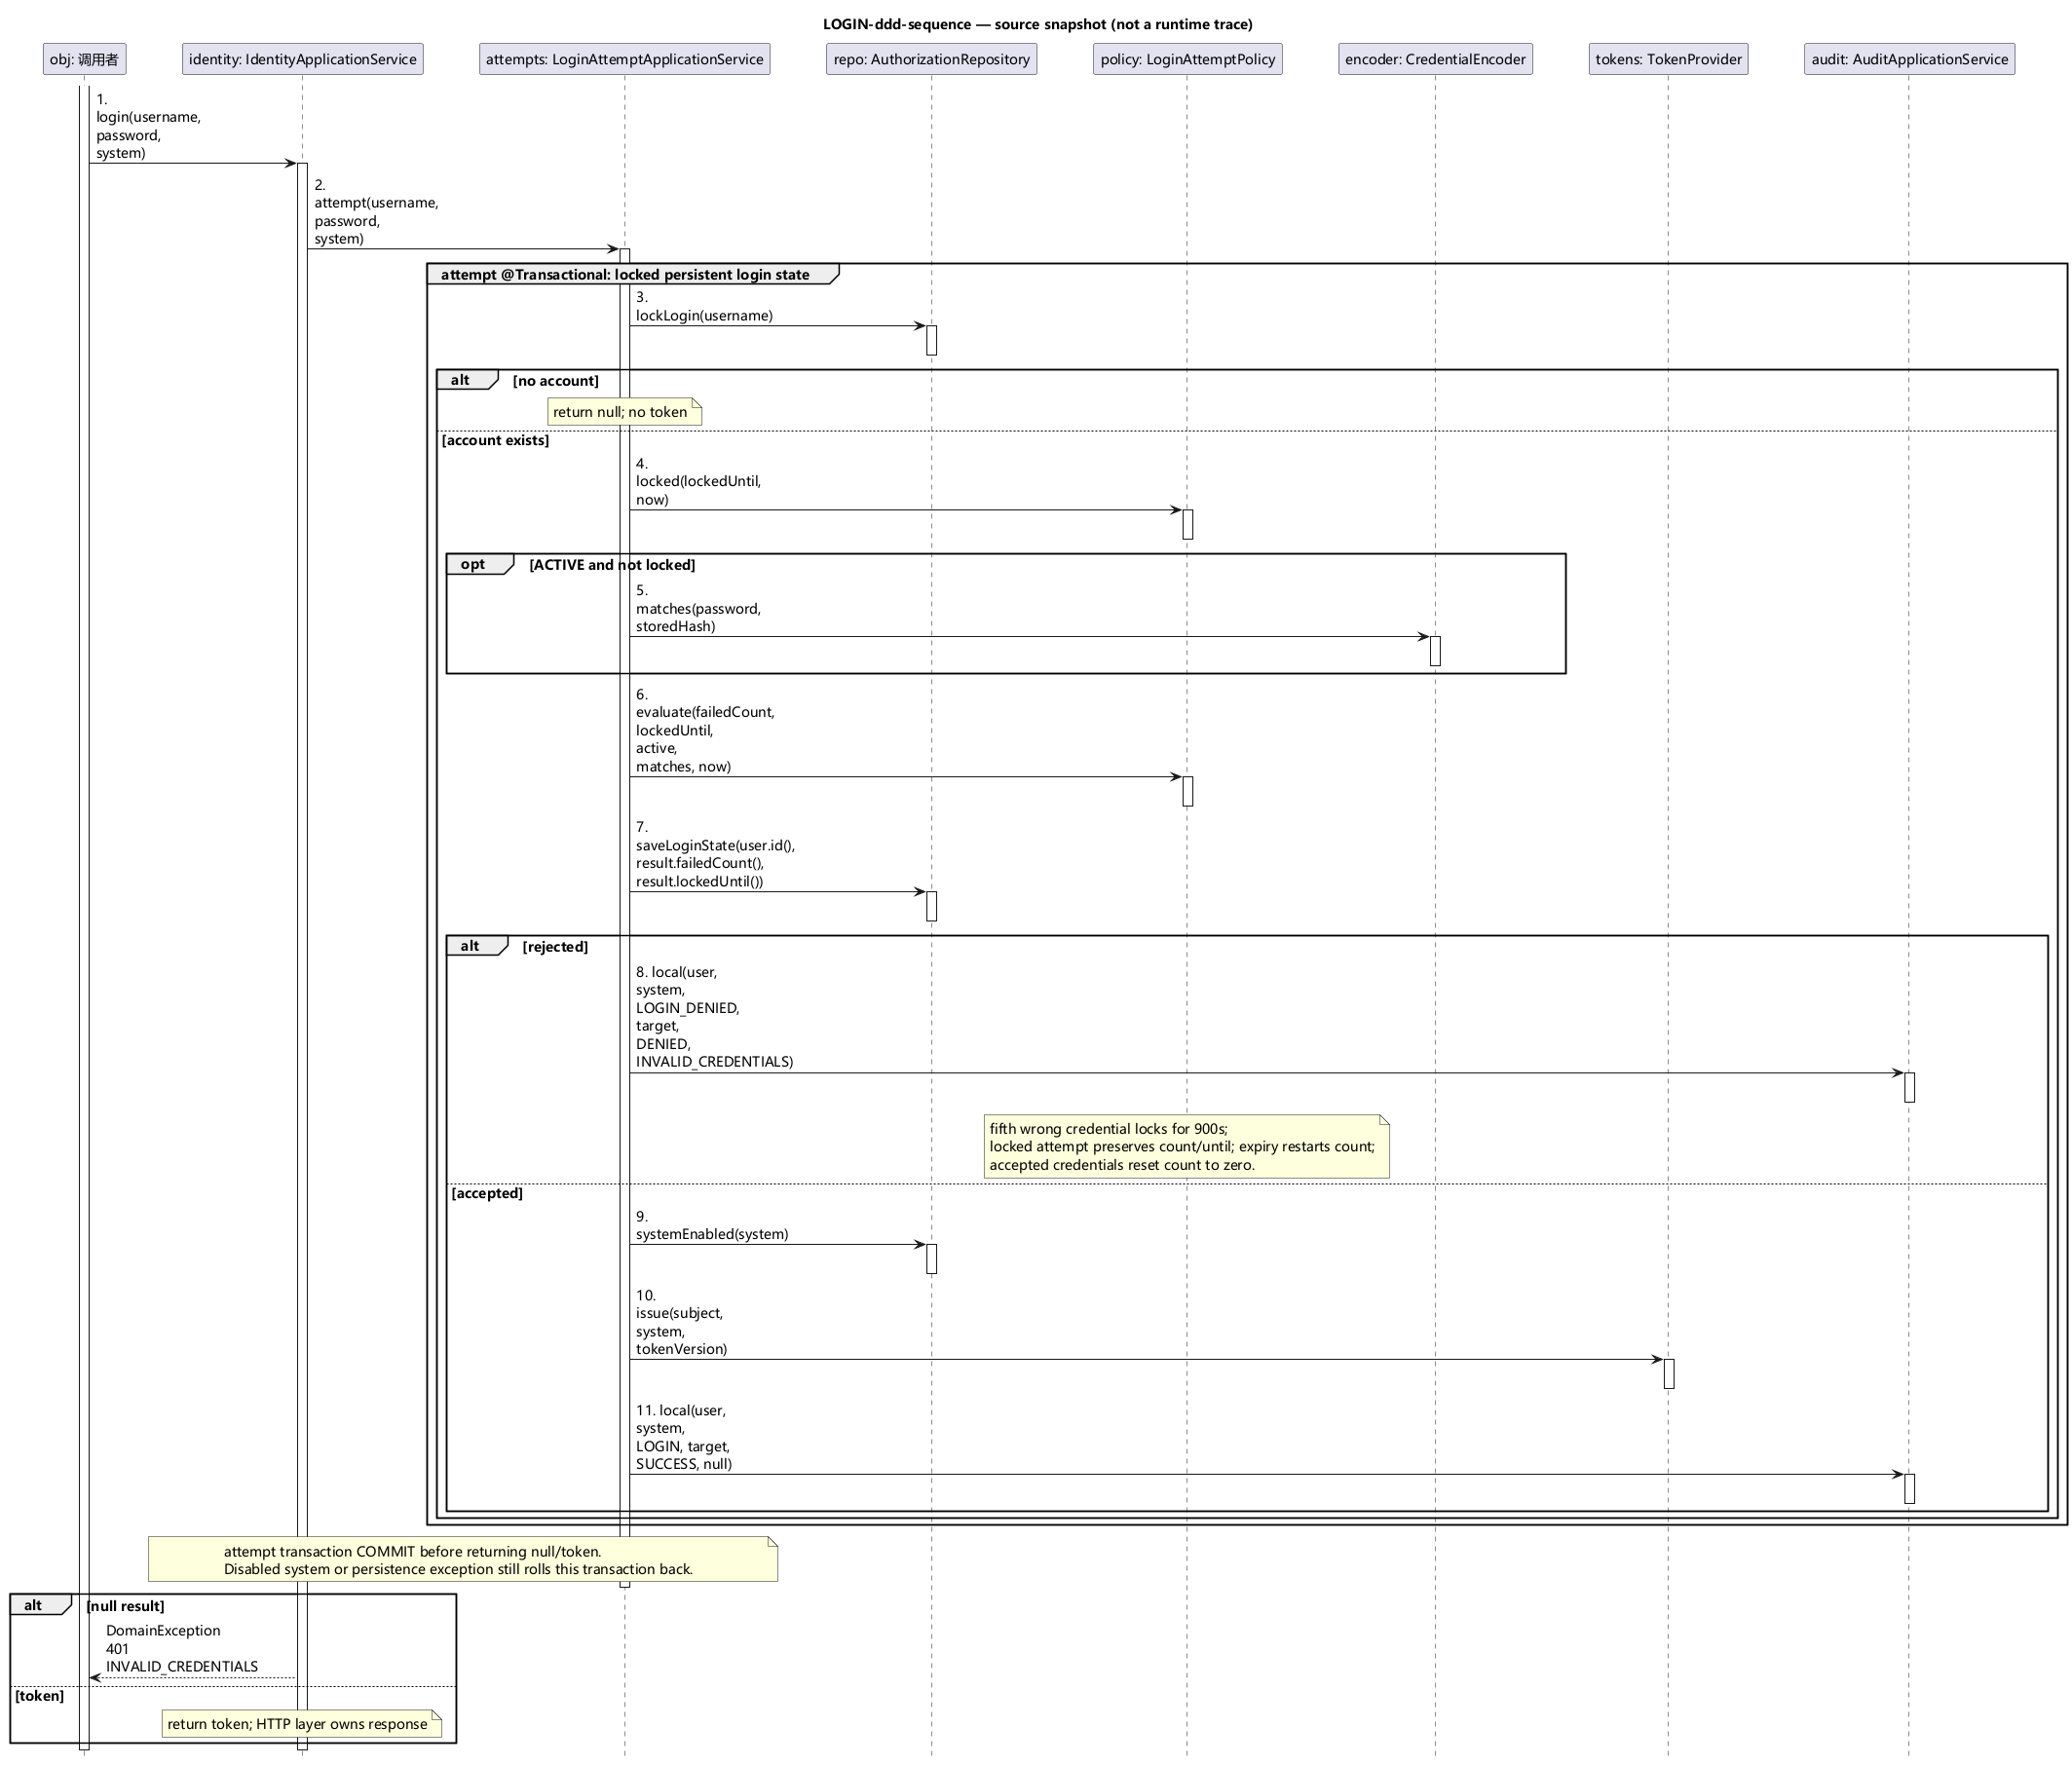 LOGIN-ddd-sequence — source snapshot (not a runtime trace)
obj: 调用者
identity: IdentityApplicationService
attempts: LoginAttemptApplicationService
repo: AuthorizationRepository
policy: LoginAttemptPolicy
encoder: CredentialEncoder
tokens: TokenProvider
audit: AuditApplicationService
1.
login(username,
password,
system)
2.
attempt(username,
password,
system)
attempt @Transactional: locked persistent login state
3.
lockLogin(username)
alt [no account]
return null; no token
[account exists]
4.
locked(lockedUntil,
now)
opt [ACTIVE and not locked]
5.
matches(password,
storedHash)
6.
evaluate(failedCount,
lockedUntil,
active,
matches, now)
7.
saveLoginState(user.id(),
result.failedCount(),
result.lockedUntil())
alt [rejected]
8. local(user,
system,
LOGIN_DENIED,
target,
DENIED,
INVALID_CREDENTIALS)
fifth wrong credential locks for 900s;
locked attempt preserves count/until; expiry restarts count;
accepted credentials reset count to zero.
[accepted]
9.
systemEnabled(system)
10.
issue(subject,
system,
tokenVersion)
11. local(user,
system,
LOGIN, target,
SUCCESS, null)
attempt transaction COMMIT before returning null/token.
Disabled system or persistence exception still rolls this transaction back.
alt [null result]
DomainException
401
INVALID_CREDENTIALS
[token]
return token; HTTP layer owns response